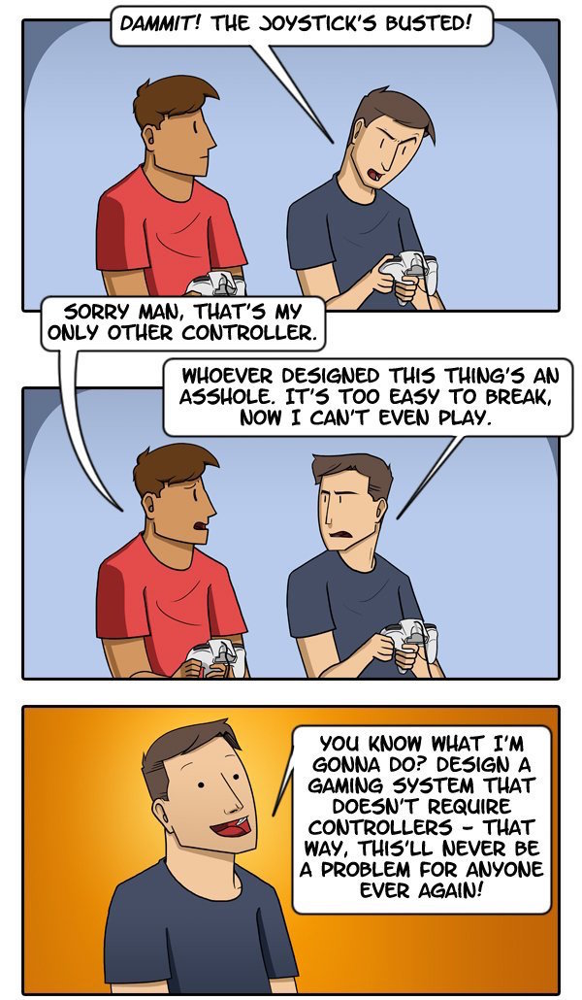 DAMMIT! THE JOYSTICK'S BUSTED!
SORRY MAN, THAT'S MY
ONLY OTHER CONTROLLER.
WHOEVER DESIGNED THIS THING'S AN
ASSHOLE. IT'S TOO EASY TO BREAK,
NOW I CAN'T EVEN PLAY.
YOU KNOW WHAT I'M
GONNA DO? DESIGN A
GAMING SYSTEM THAT
DOESN'T REQUIRE
CONTROLLERS - THAT
WAY, THIS'LL NEVER BE
A PROBLEM FOR ANYONE
EVER AGAIN!